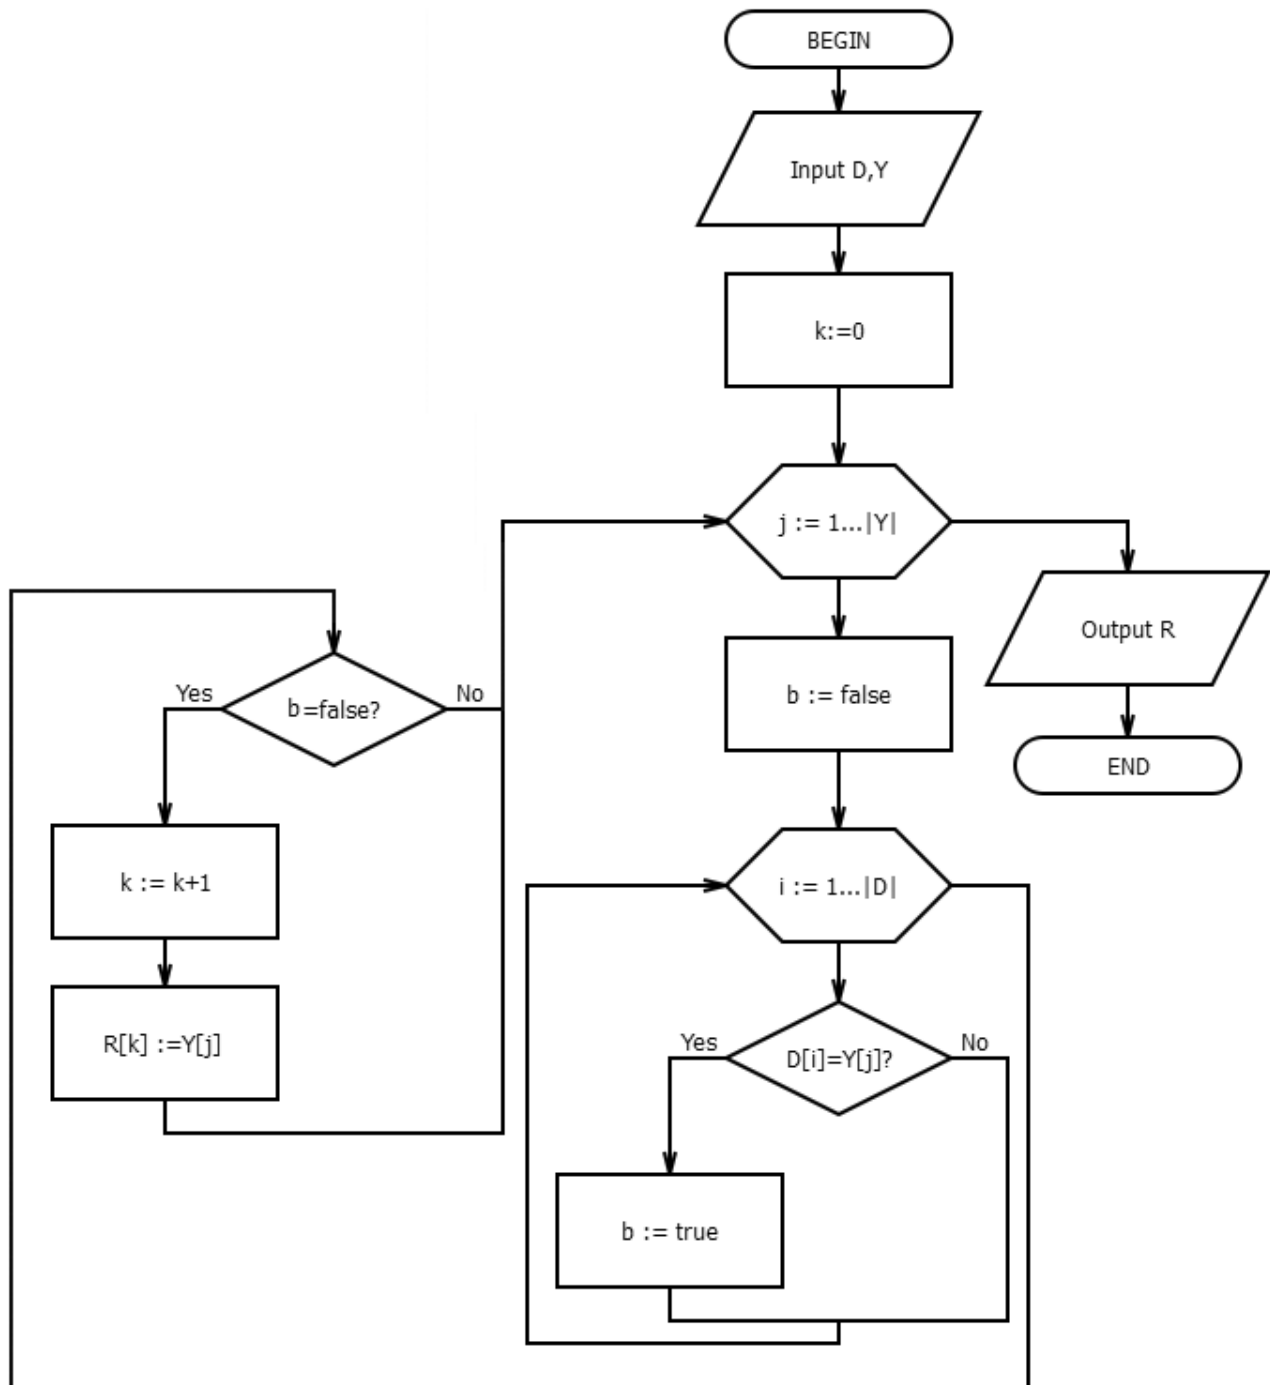 BEGIN
Input D,Y
k:=0
j := 1...|Y|
Output R
b := false
END
b=false?
Yes
No
k := k+1
R[k] :=Y[j]
i := 1...|D|
D[i]=Y[j]?
Yes
No
b := true